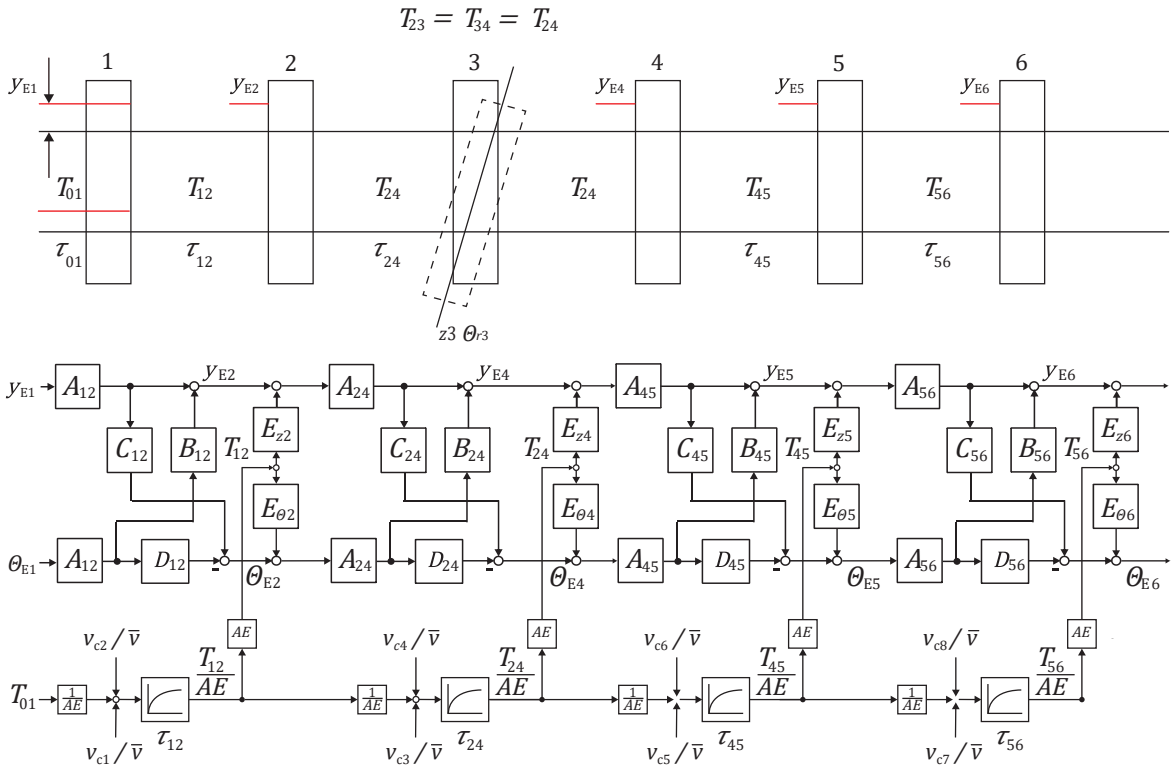 T23 = T34 = T24
1 2 3 4 5 6
yE1 yE2 yE4 yE5 yE6
T01 T12 T24 T24 T45 T56
τ01 τ12 τ24 τ45 τ56
z3 Θr3
yE1 A12 yE2 A24 yE4 A45 yE5 A56 yE6
C12 B12 T12 Ez2 C24 B24 T24 Ez4 C45 B45 T45 Ez5 C56 B56 T56 Ez6
EΘ2 EΘ4 EΘ5 EΘ6
ΘE1 A12 D12 - ΘE2 A24 D24 - ΘE4 A45 D45 - ΘE5 A56 D56 - ΘE6
vc2 / v̄ AE vc4 / v̄ AE vc6 / v̄ AE vc8 / v̄ AE
T01 1/AE T12/AE 1/AE T24/AE 1/AE T45/AE 1/AE T56/AE
vc1 / v̄ τ12 vc3 / v̄ τ24 vc5 / v̄ τ45 vc7 / v̄ τ56